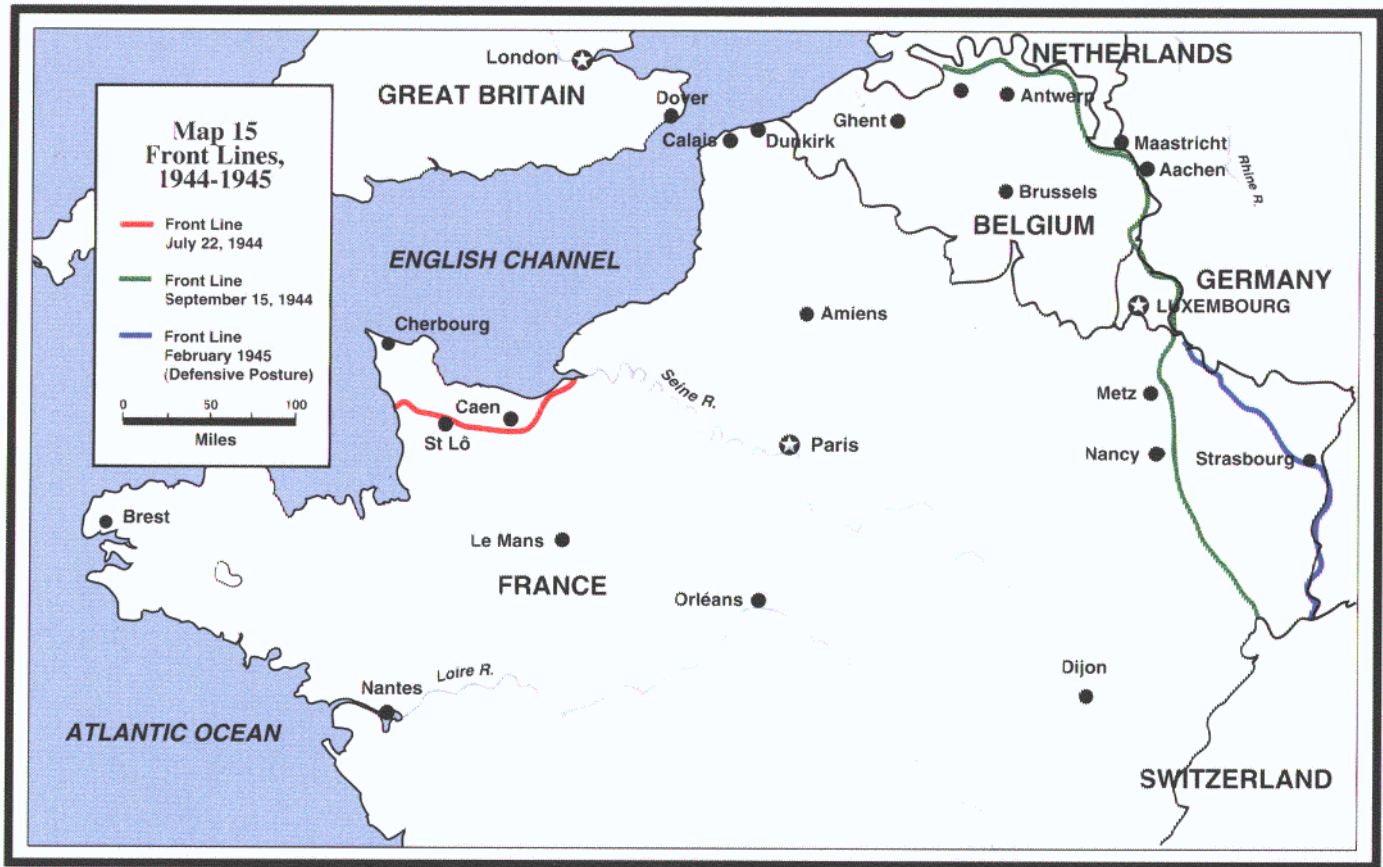 London
GREAT BRITAIN
Dover
Calais
Dunkirk
Ghent
NETHERLANDS
Antwerp
Maastricht
Aachen
Rhine R.
Brussels
BELGIUM
GERMANY
LUXEMBOURG
Map 15
Front Lines,
1944-1945
Front Line
July 22, 1944
Front Line
September 15, 1944
Front Line
February 1945
(Defensive Posture)
0 50 100
Miles
ENGLISH CHANNEL
Cherbourg
Amiens
Seine R.
Caen
St Lô
Paris
Metz
Nancy
Strasbourg
Brest
Le Mans
FRANCE
Orléans
Loire R.
Nantes
Dijon
ATLANTIC OCEAN
SWITZERLAND